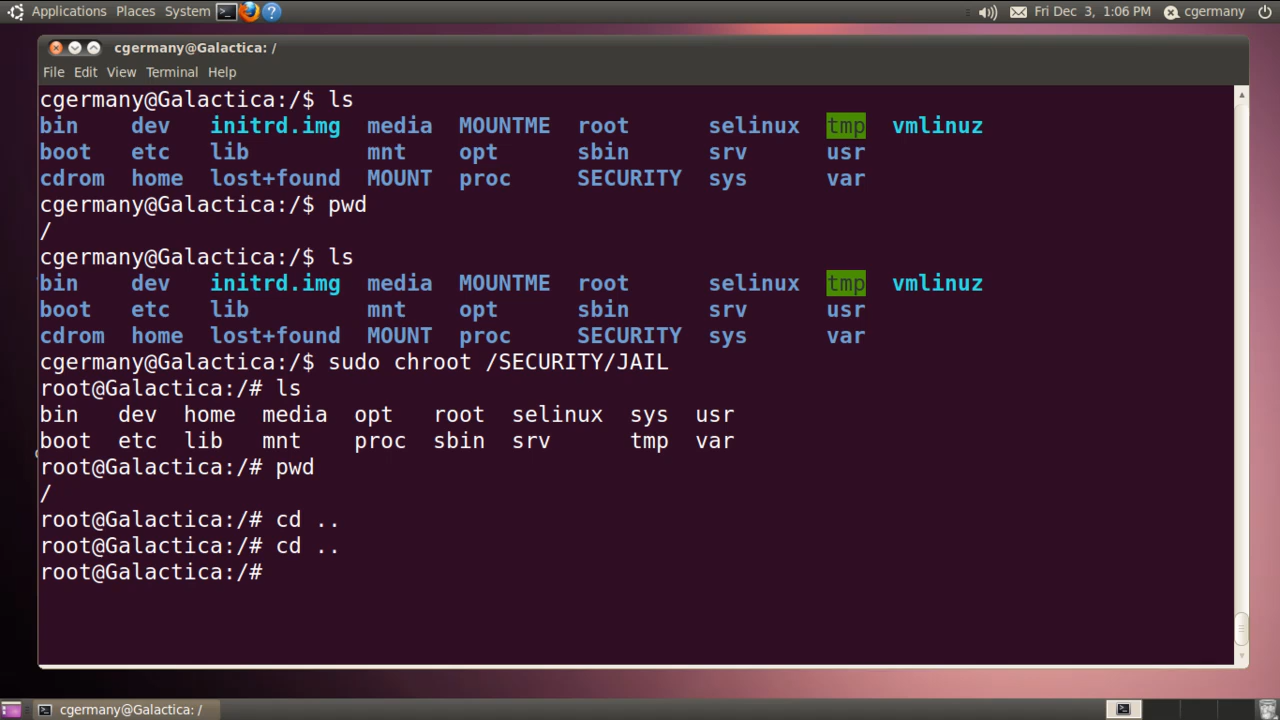 Applications Places System Fri Dec 3, 1:06 PM cgermany
cgermany@Galactica: /
File Edit View Terminal Help
cgermany@Galactica:/$ ls
bin dev initrd.img media MOUNTME root selinux tmp vmlinuz
boot etc lib mnt opt sbin srv usr
cdrom home lost+found MOUNT proc SECURITY sys var
cgermany@Galactica:/$ pwd
/
cgermany@Galactica:/$ ls
bin dev initrd.img media MOUNTME root selinux tmp vmlinuz
boot etc lib mnt opt sbin srv usr
cdrom home lost+found MOUNT proc SECURITY sys var
cgermany@Galactica:/$ sudo chroot /SECURITY/JAIL
root@Galactica:/# ls
bin dev home media opt root selinux sys usr
boot etc lib mnt proc sbin srv tmp var
root@Galactica:/# pwd
/
root@Galactica:/# cd ..
root@Galactica:/# cd ..
root@Galactica:/#
cgermany@Galactica: /